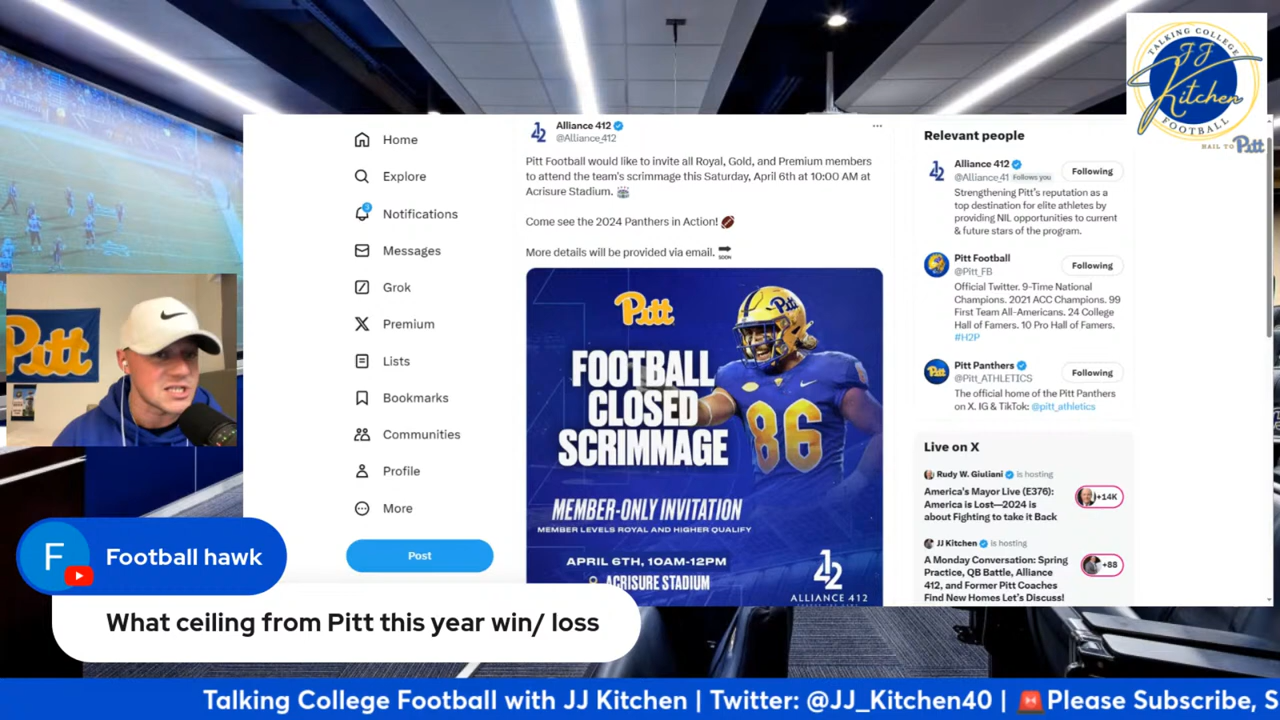 TALKING COLLEGE
JJ
Kitchen
FOOTBALL
HAIL TO Pitt
Home
Explore
3
Notifications
Messages
Grok
Premium
Lists
Bookmarks
Communities
Profile
More
Post
Alliance 412
@Alliance_412
Pitt Football would like to invite all Royal, Gold, and Premium members
to attend the team's scrimmage this Saturday, April 6th at 10:00 AM at
Acrisure Stadium.
Come see the 2024 Panthers in Action!
More details will be provided via email.
SOON
Pitt
FOOTBALL
CLOSED
SCRIMMAGE
Pitt
86
MEMBER-ONLY INVITATION
MEMBER LEVELS ROYAL AND HIGHER QUALIFY
APRIL 6TH, 10AM-12PM
ACRISURE STADIUM
412
ALLIANCE 412
Relevant people
Alliance 412
@Alliance_41 Follows you
Following
Strengthening Pitt's reputation as a
top destination for elite athletes by
providing NIL opportunities to current
& future stars of the program.
Pitt Football
@Pitt_FB
Following
Official Twitter. 9-Time National
Champions. 2021 ACC Champions. 99
First Team All-Americans. 24 College
Hall of Famers. 10 Pro Hall of Famers.
#H2P
Pitt Panthers
@Pitt_ATHLETICS
Following
The official home of the Pitt Panthers
on X. IG & TikTok: @pitt_athletics
Live on X
Rudy W. Giuliani is hosting
America's Mayor Live (E376):
America is Lost—2024 is
about Fighting to take it Back
+14K
JJ Kitchen is hosting
A Monday Conversation: Spring
Practice, QB Battle, Alliance
412, and Former Pitt Coaches
Find New Homes Let's Discuss!
+88
Pitt
F
Football hawk
What ceiling from Pitt this year win/ loss
Talking College Football with JJ Kitchen | Twitter: @JJ_Kitchen40 | 🚨Please Subscribe, S